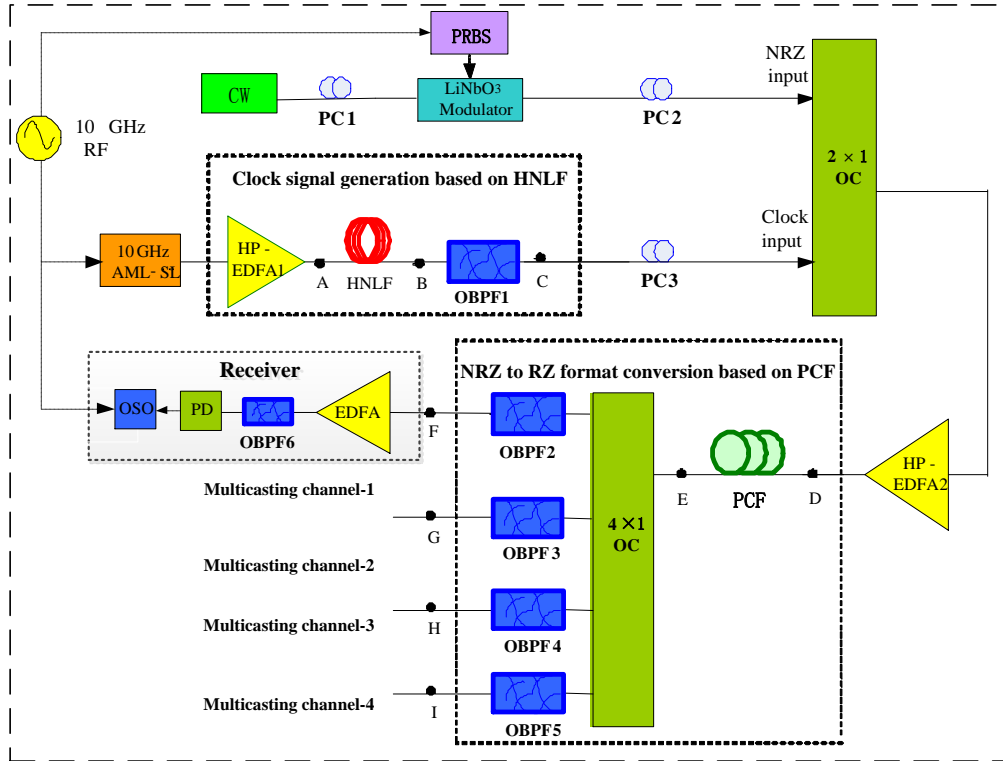 PRBS
NRZ
input
CW
LiNbO3
Modulator
PC1
PC2
10 GHz
RF
2 × 1
OC
Clock signal generation based on HNLF
Clock
input
10 GHz
AML- SL
HP -
EDFA1
A
HNLF
B
OBPF1
C
PC3
Receiver
NRZ to RZ format conversion based on PCF
OSO
PD
OBPF6
EDFA
F
OBPF2
HP -
EDFA2
E
PCF
D
Multicasting channel-1
G
OBPF3
4 ×1
OC
Multicasting channel-2
Multicasting channel-3
H
OBPF4
Multicasting channel-4
I
OBPF5